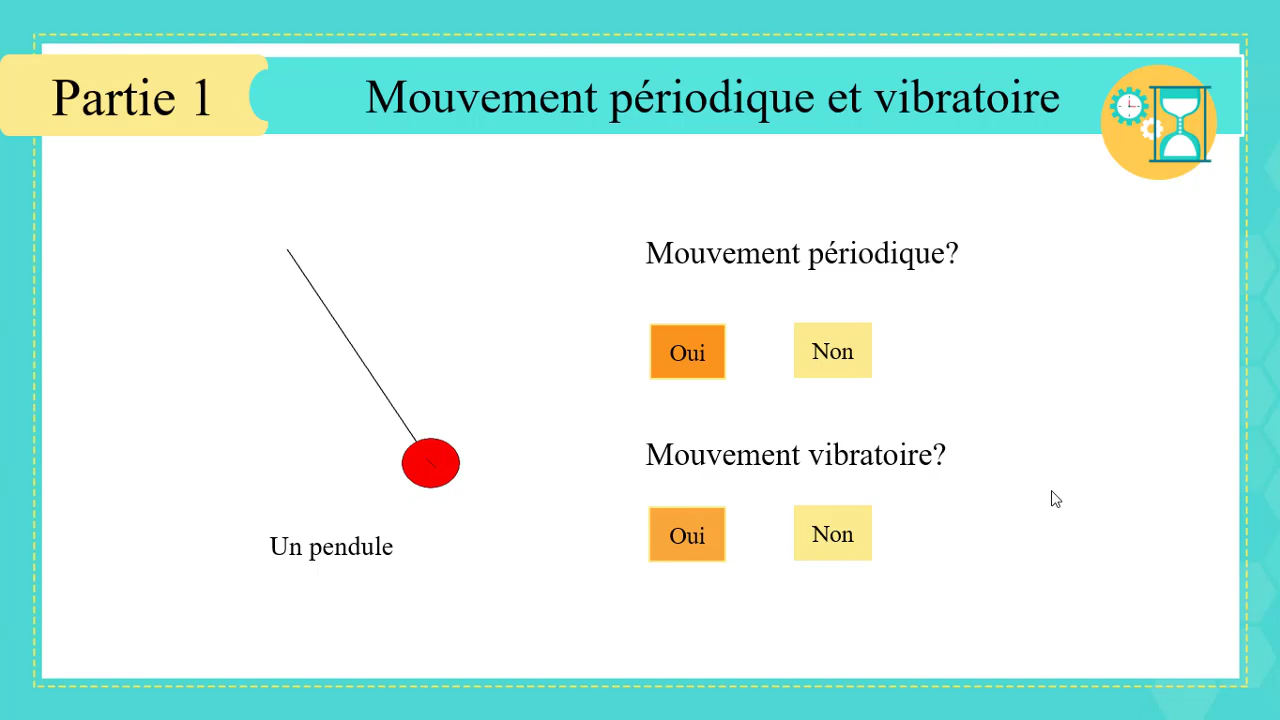 Partie 1
Mouvement périodique et vibratoire
Mouvement périodique?
Oui
Non
Mouvement vibratoire?
Oui
Non
Un pendule